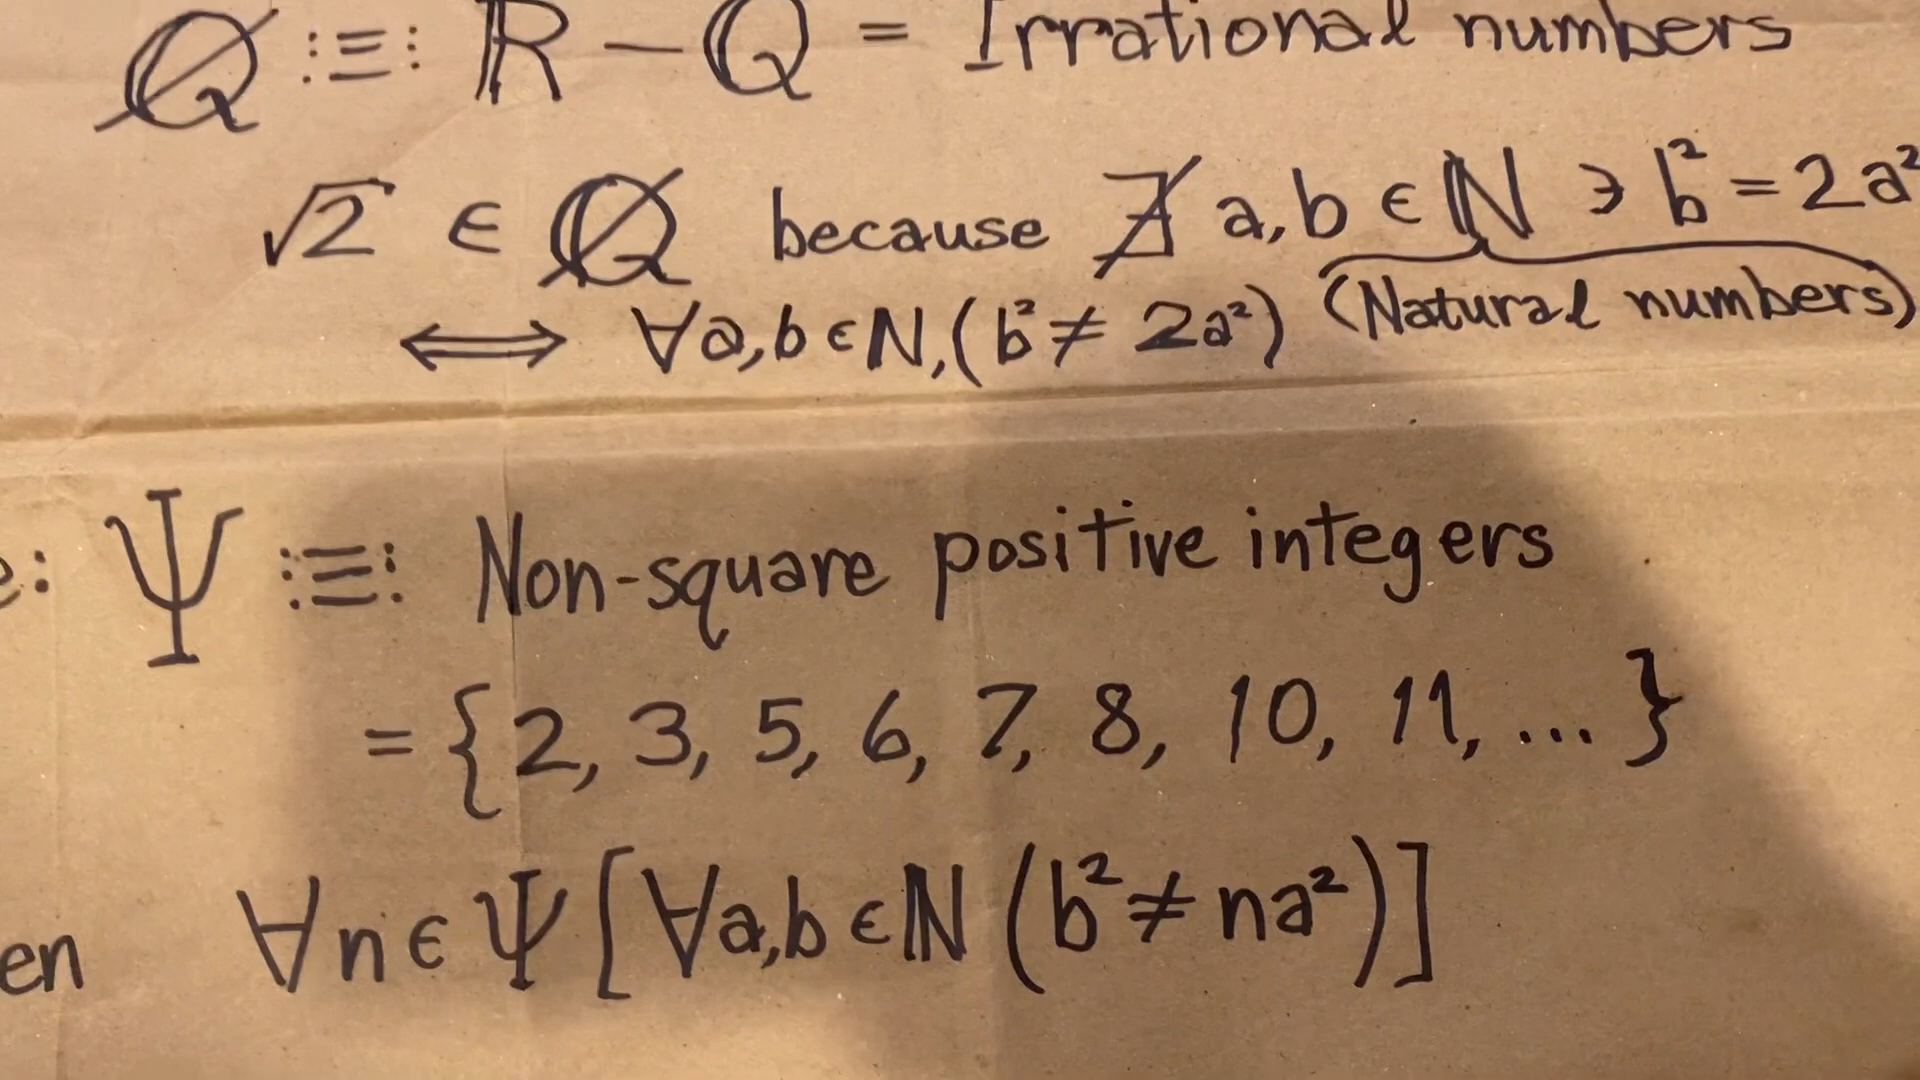 Q̸ ⫶≡⫶ ℝ − ℚ = Irrational numbers
√2 ∈ Q̸ because ∄ a,b ∈ ℕ ∋ b² = 2a²
⟺ ∀a,b ∈ N, (b² ≠ 2a²) (Natural numbers)
: Ψ ⫶≡⫶ Non-square positive integers
= {2, 3, 5, 6, 7, 8, 10, 11, ... }
en ∀n ∈ Ψ [∀a,b ∈ ℕ (b² ≠ na²)]